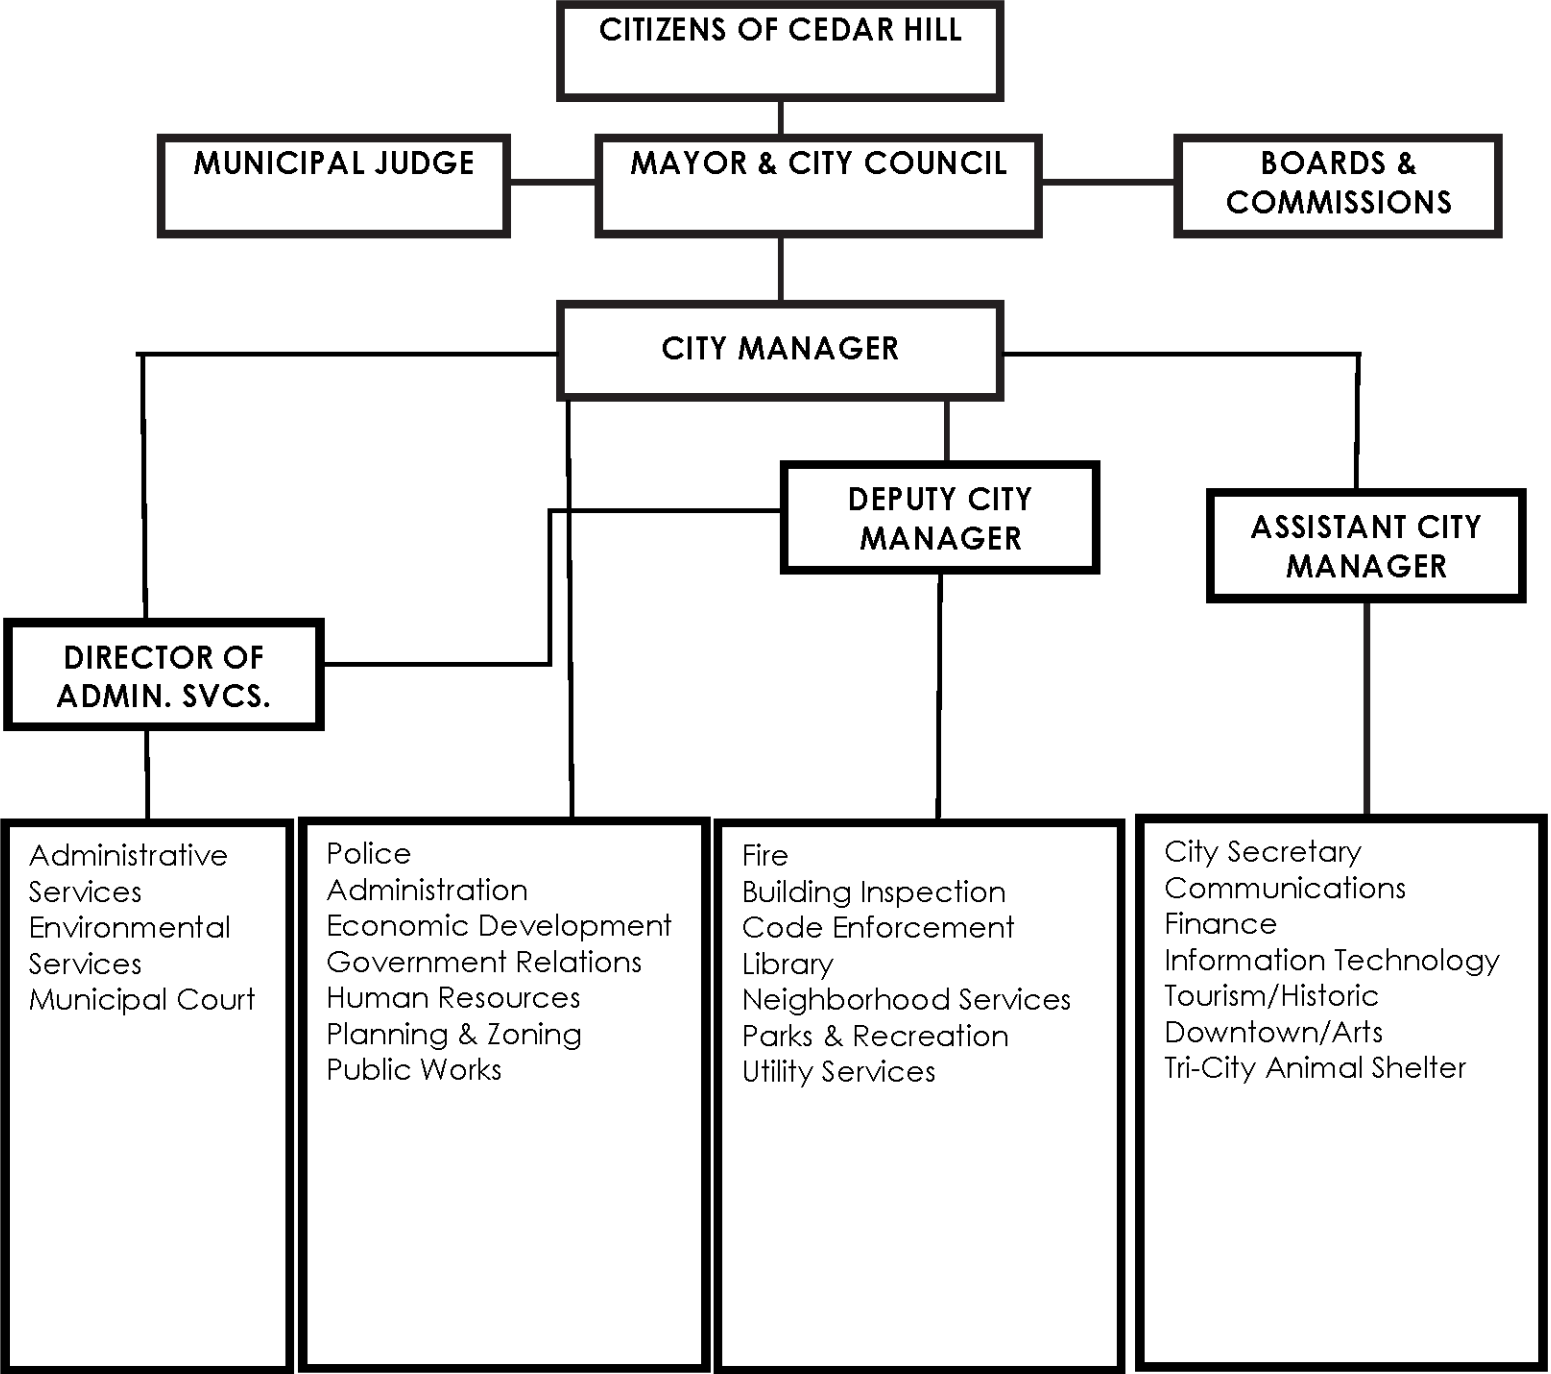 CITIZENS OF CEDAR HILL
MUNICIPAL JUDGE
MAYOR & CITY COUNCIL
BOARDS &
COMMISSIONS
CITY MANAGER
DEPUTY CITY
MANAGER
ASSISTANT CITY
MANAGER
DIRECTOR OF
ADMIN. SVCS.
Administrative
Services
Environmental
Services
Municipal Court
Police
Administration
Economic Development
Government Relations
Human Resources
Planning & Zoning
Public Works
Fire
Building Inspection
Code Enforcement
Library
Neighborhood Services
Parks & Recreation
Utility Services
City Secretary
Communications
Finance
Information Technology
Tourism/Historic
Downtown/Arts
Tri-City Animal Shelter